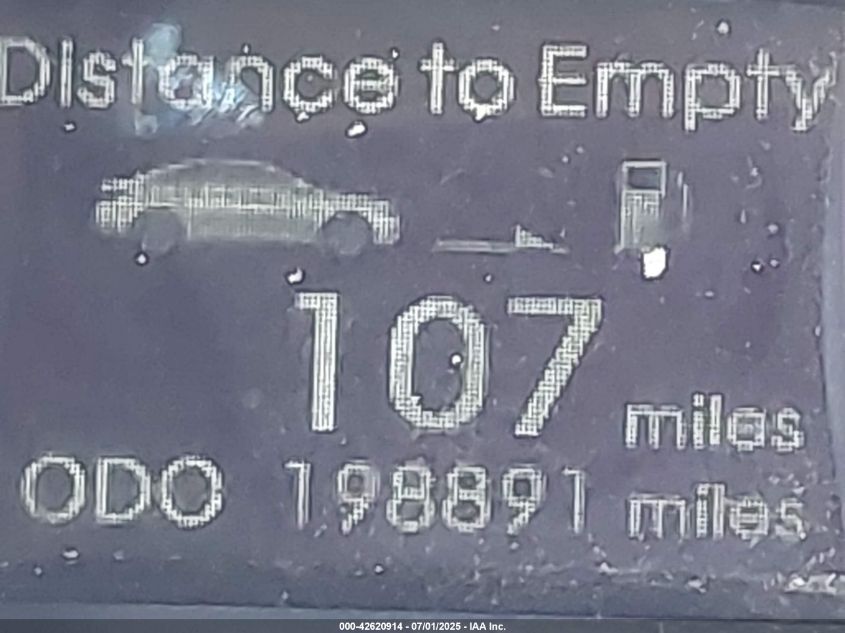 Distance to Empty
107 miles
ODO 198891 miles
000-42620914 - 07/01/2025 - IAA Inc.